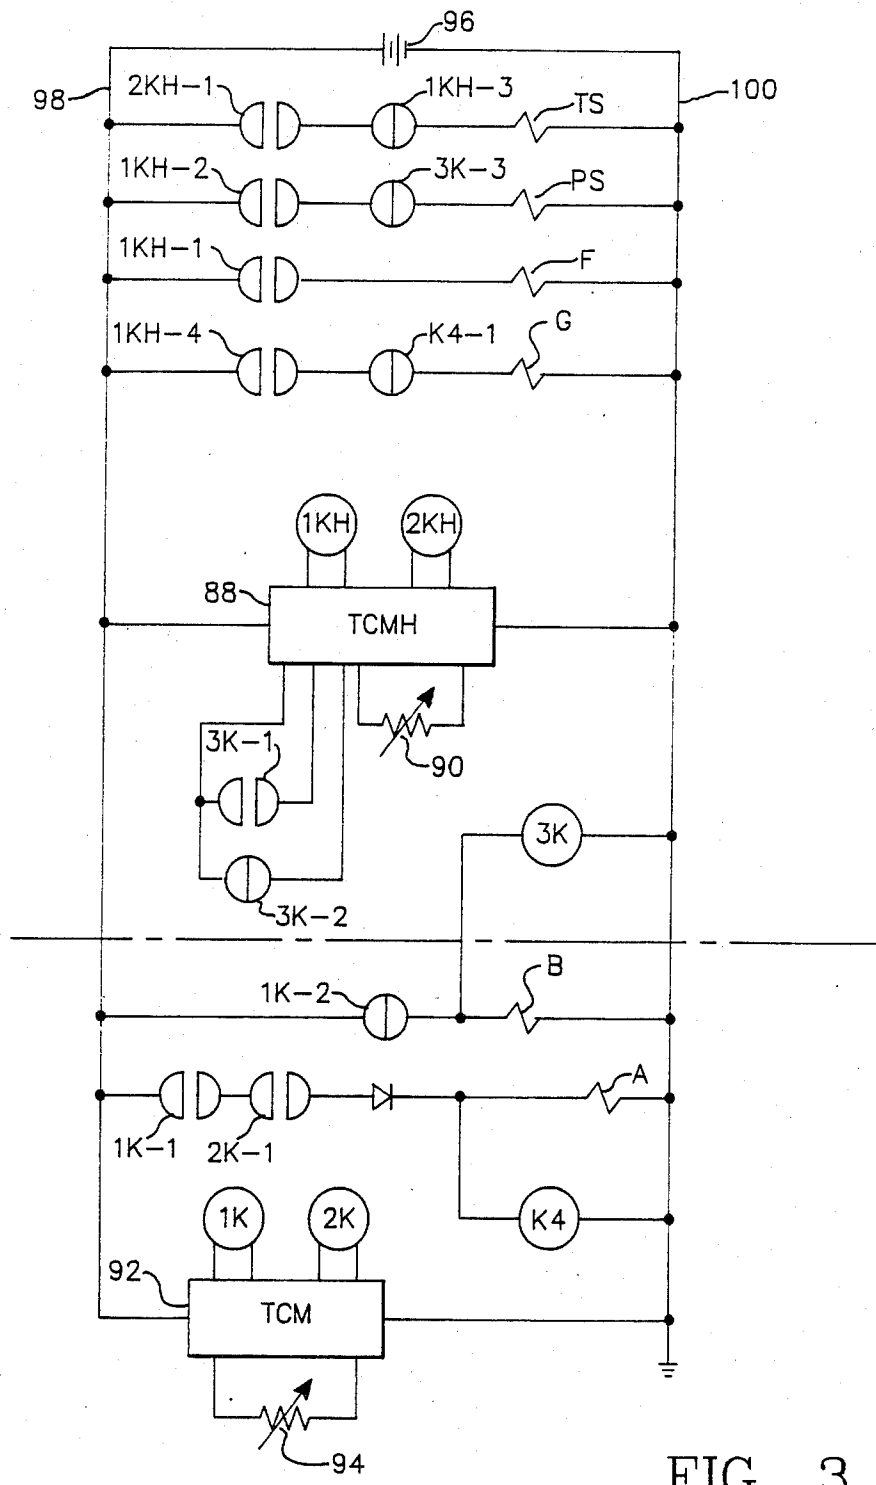 96
98
2KH-1
1KH-3
TS
100
1KH-2
3K-3
PS
1KH-1
F
1KH-4
K4-1
G
1KH
2KH
88
TCMH
3K-1
90
3K
3K-2
1K-2
B
A
1K-1
2K-1
1K
2K
K4
92
TCM
94
FIG. 3